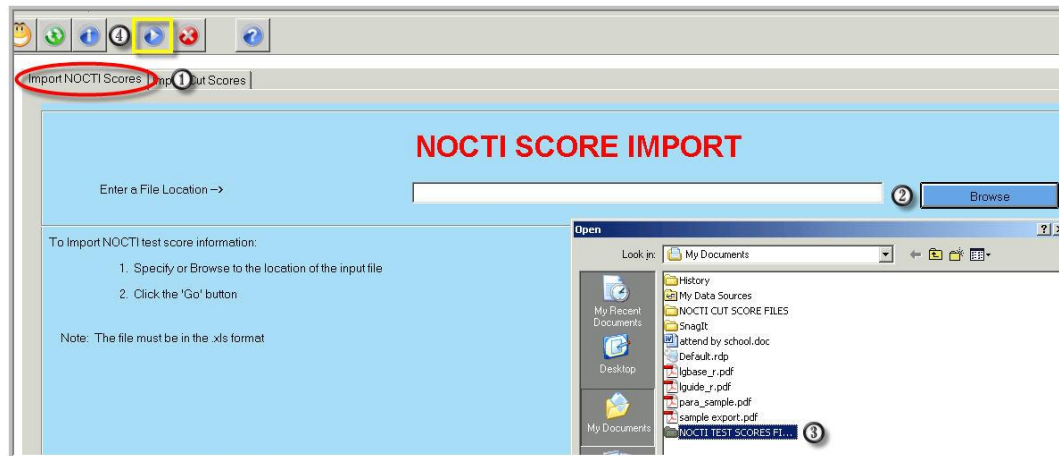 4
Import NOCTI Scores
1
Cut Scores
NOCTI SCORE IMPORT
Enter a File Location -->
2
Browse
To Import NOCTI test score information:
1. Specify or Browse to the location of the input file
2. Click the 'Go' button
Note: The file must be in the .xls format
Open
Look in:
My Documents
History
My Data Sources
NOCTI CUT SCORE FILES
SnagIt
attend by school.doc
Default.rdp
lgbase_r.pdf
lguide_r.pdf
para_sample.pdf
sample export.pdf
NOCTI TEST SCORES FI...
3
My Recent
Documents
Desktop
My Documents